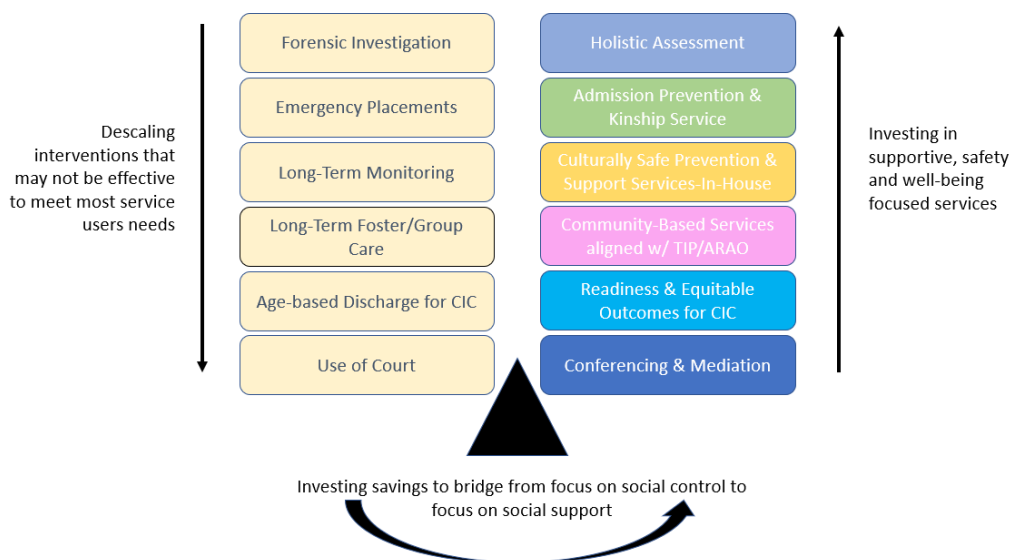 Forensic Investigation
Holistic Assessment
Emergency Placements
Admission Prevention &
Kinship Service
Descaling
interventions that
may not be effective
to meet most service
users needs
Long-Term Monitoring
Culturally Safe Prevention &
Support Services-In-House
Investing in
supportive, safety
and well-being
focused services
Long-Term Foster/Group
Care
Community-Based Services
aligned w/ TIP/ARAO
Age-based Discharge for CIC
Readiness & Equitable
Outcomes for CIC
Use of Court
Conferencing & Mediation
Investing savings to bridge from focus on social control to
focus on social support